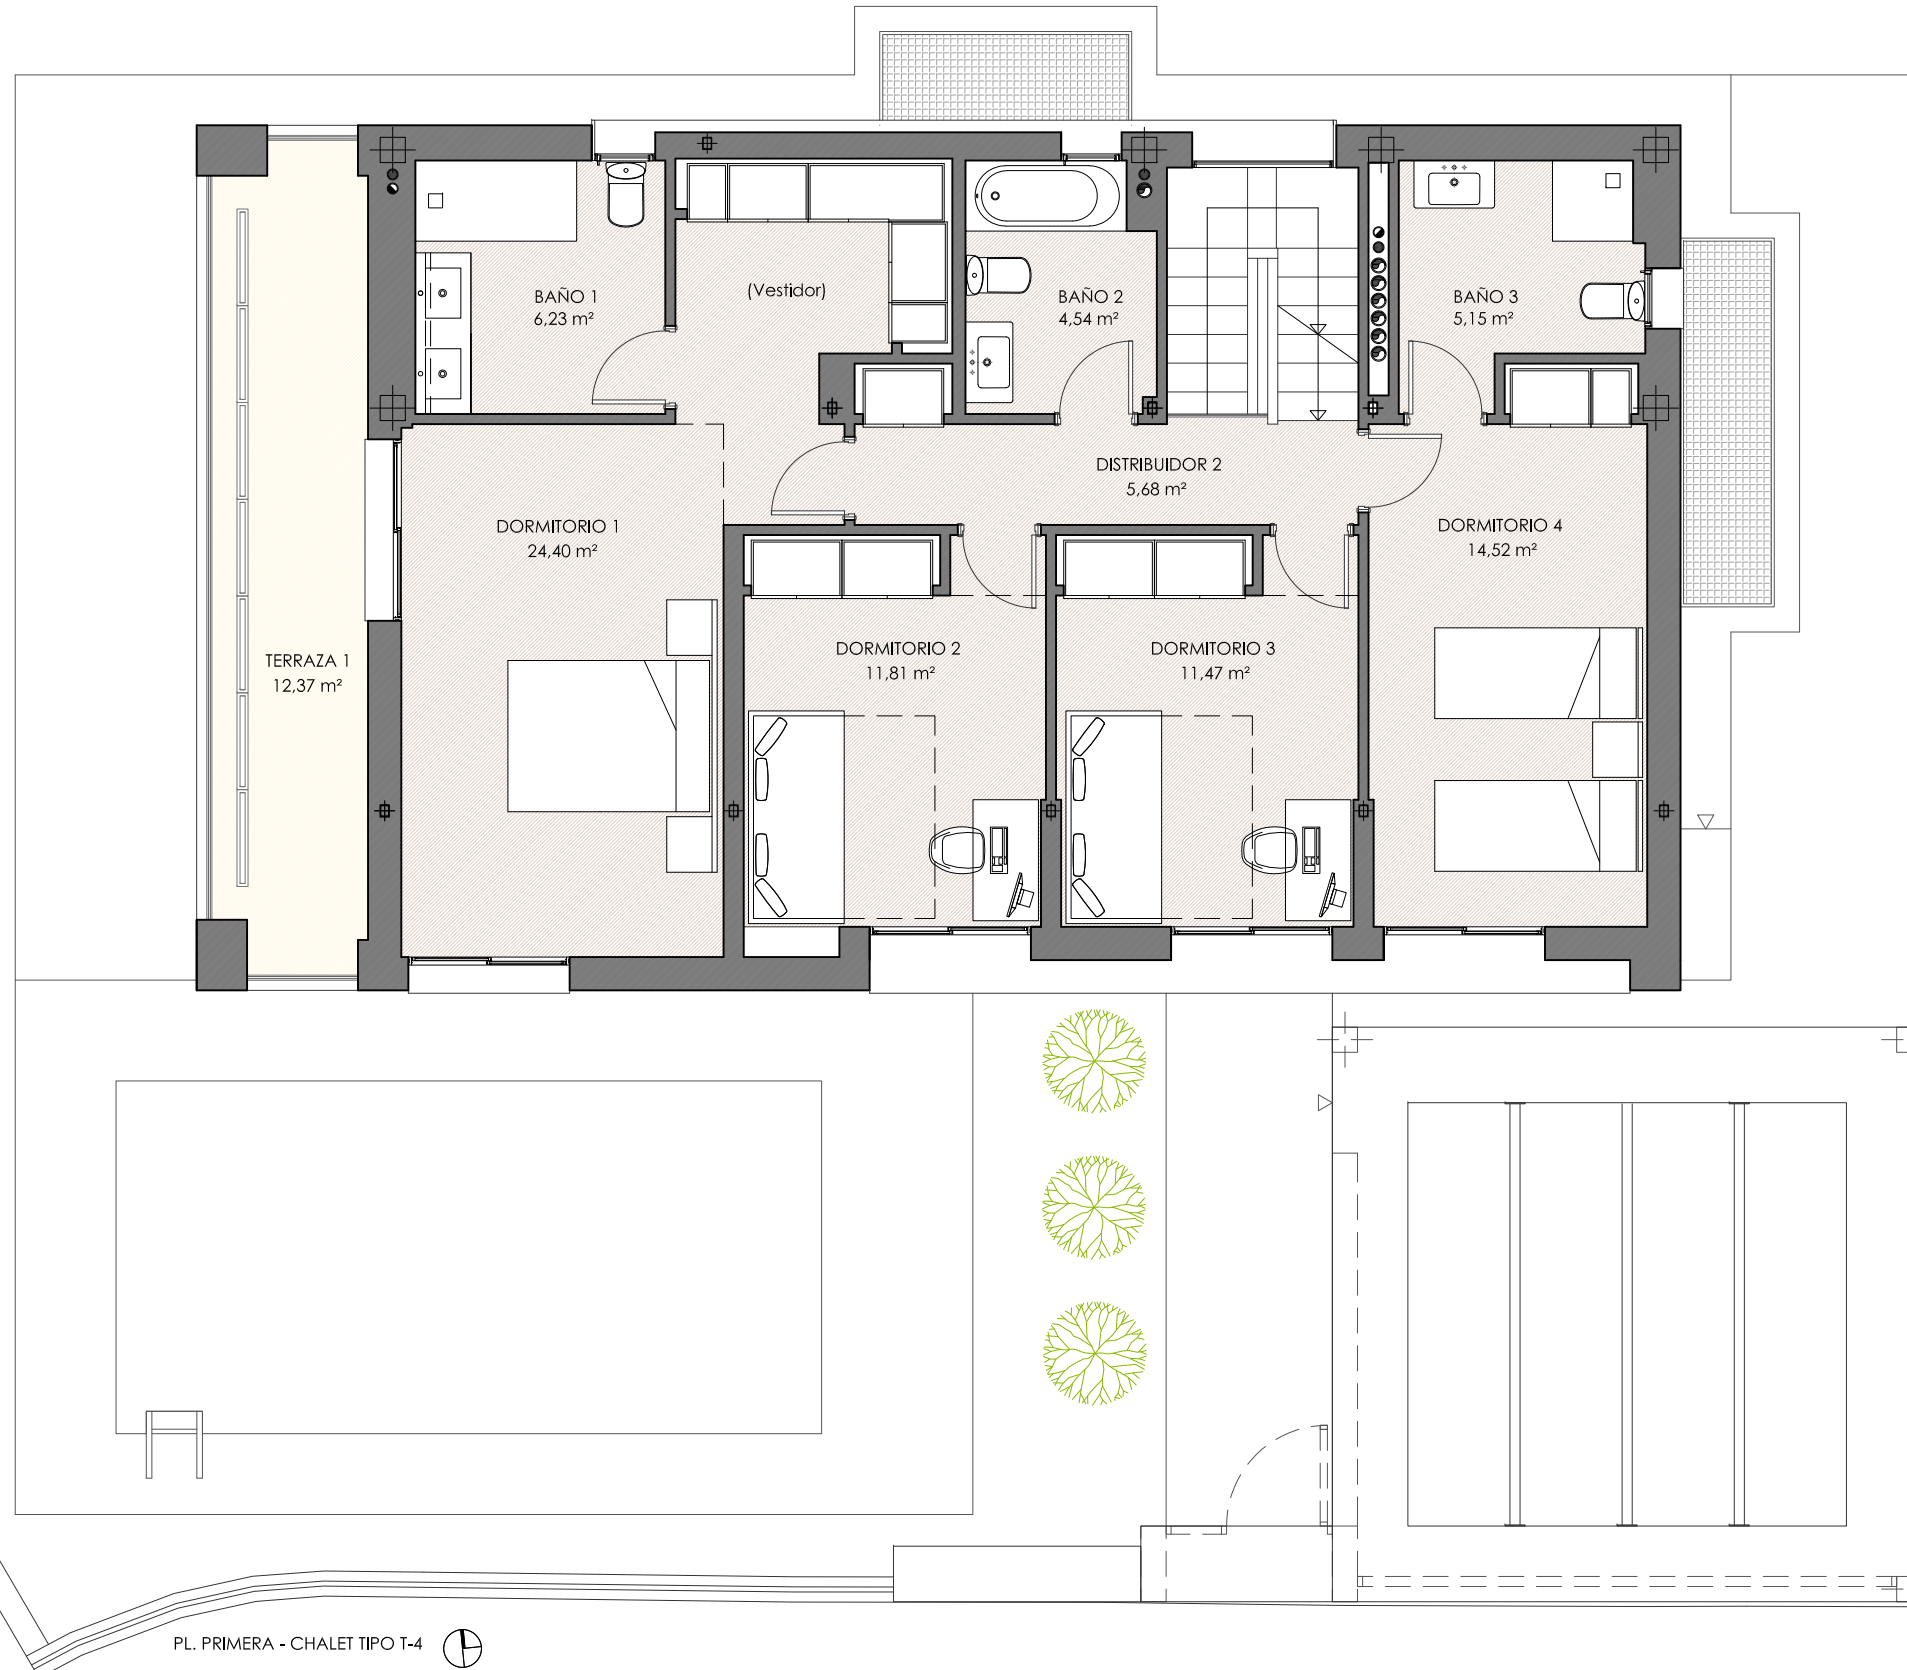 BAÑO 1
6,23 m²
(Vestidor)
BAÑO 2
4,54 m²
BAÑO 3
5,15 m²
DISTRIBUIDOR 2
5,68 m²
DORMITORIO 1
24,40 m²
DORMITORIO 4
14,52 m²
DORMITORIO 2
11,81 m²
DORMITORIO 3
11,47 m²
TERRAZA 1
12,37 m²
PL. PRIMERA - CHALET TIPO T-4